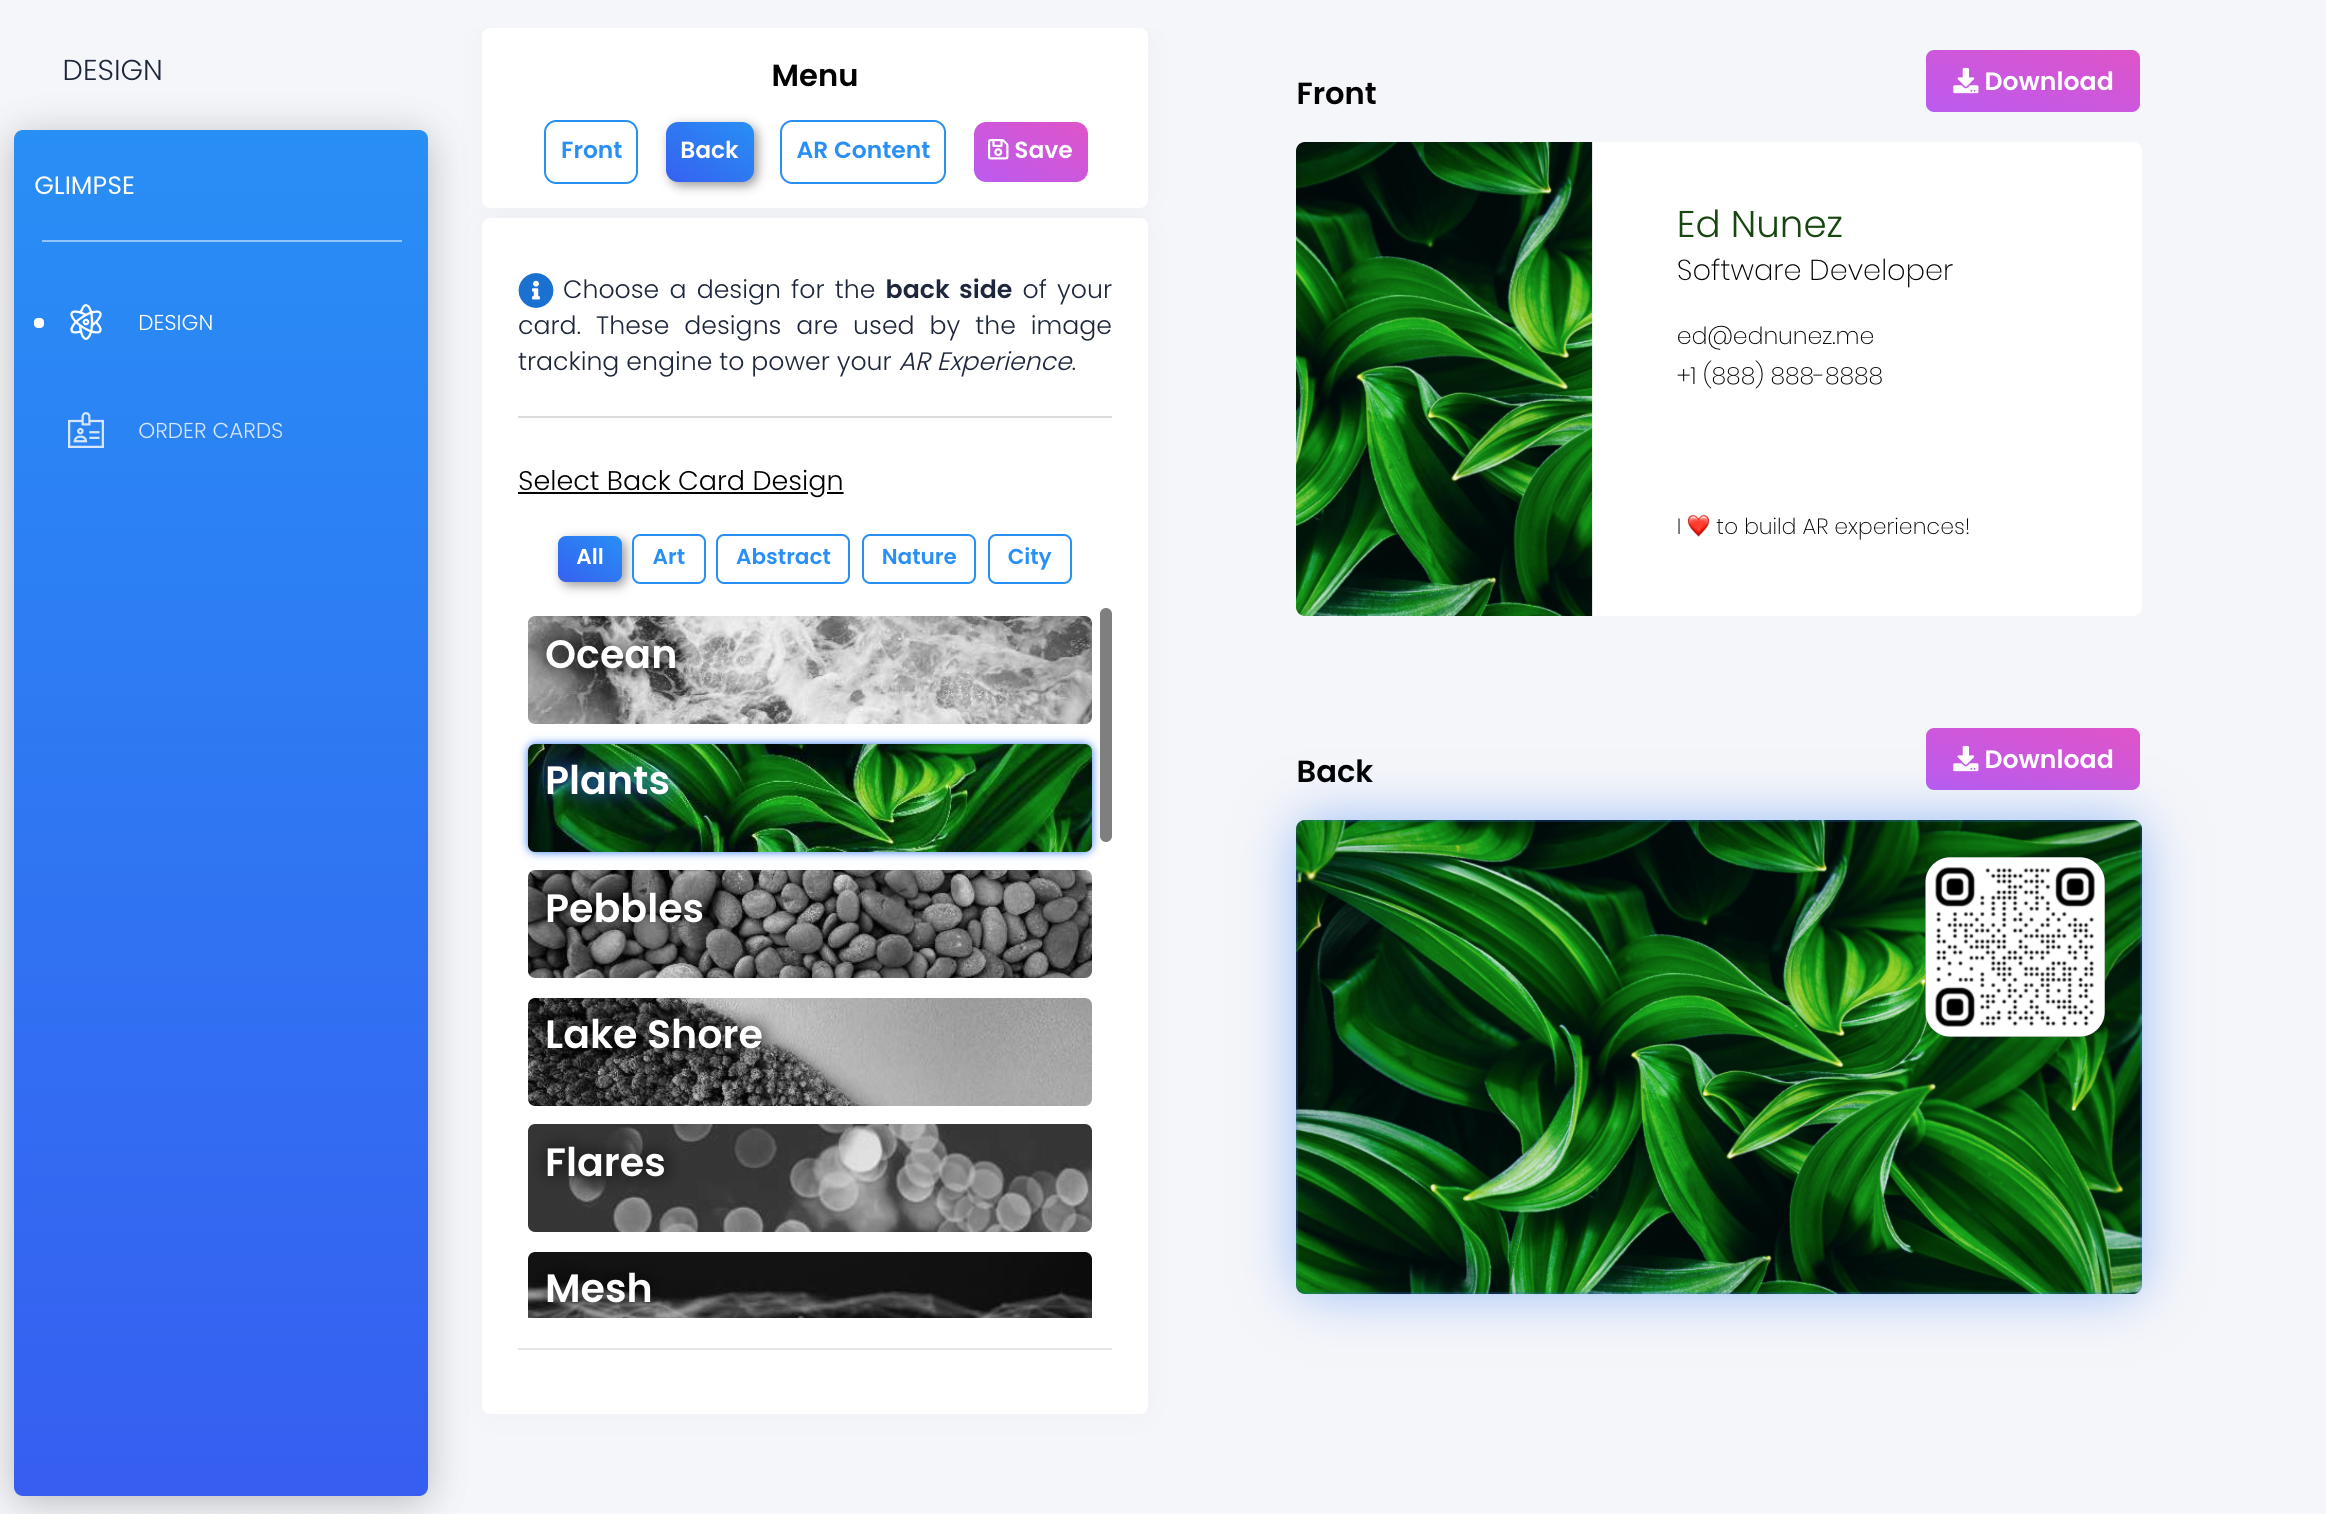 DESIGN
GLIMPSE
DESIGN
ORDER CARDS
Menu
Front
Back
AR Content
Save
Choose a design for the back side of your
card. These designs are used by the image
tracking engine to power your AR Experience.
Select Back Card Design
All
Art
Abstract
Nature
City
Ocean
Plants
Pebbles
Lake Shore
Flares
Mesh
Front
Download
Ed Nunez
Software Developer
ed@ednunez.me
+1 (888) 888-8888
I ❤️ to build AR experiences!
Back
Download